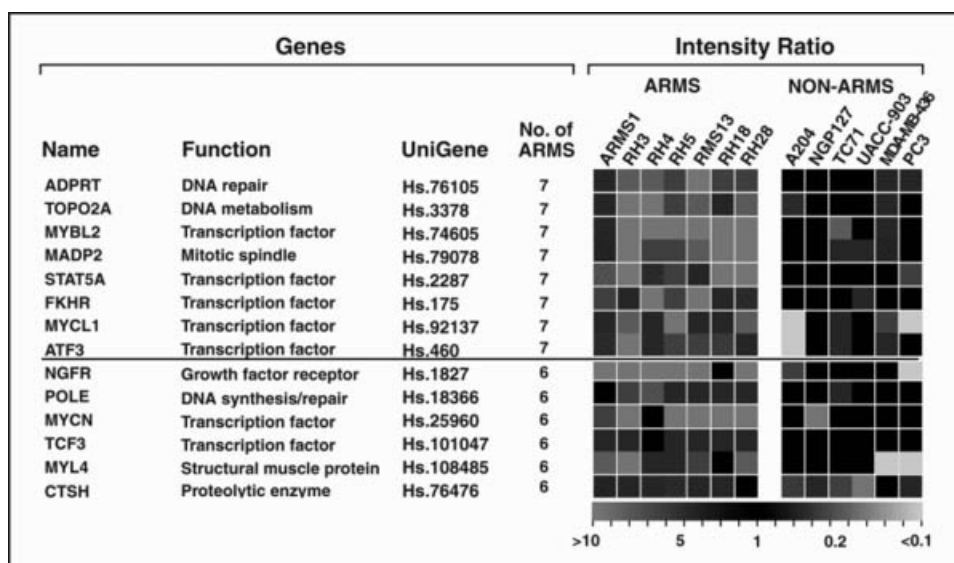 Genes
Intensity Ratio
ARMS
NON-ARMS
Name Function UniGene No. of ARMS
ARMS1 RH3 RH4 RH5 RMS13 RH18 RH28 A204 NGP127 TC71 UACC-903 MDA-MB-436 PC3
ADPRT DNA repair Hs.76105 7
TOPO2A DNA metabolism Hs.3378 7
MYBL2 Transcription factor Hs.74605 7
MADP2 Mitotic spindle Hs.79078 7
STAT5A Transcription factor Hs.2287 7
FKHR Transcription factor Hs.175 7
MYCL1 Transcription factor Hs.92137 7
ATF3 Transcription factor Hs.460 7
NGFR Growth factor receptor Hs.1827 6
POLE DNA synthesis/repair Hs.18366 6
MYCN Transcription factor Hs.25960 6
TCF3 Transcription factor Hs.101047 6
MYL4 Structural muscle protein Hs.108485 6
CTSH Proteolytic enzyme Hs.76476 6
>10 5 1 0.2 <0.1